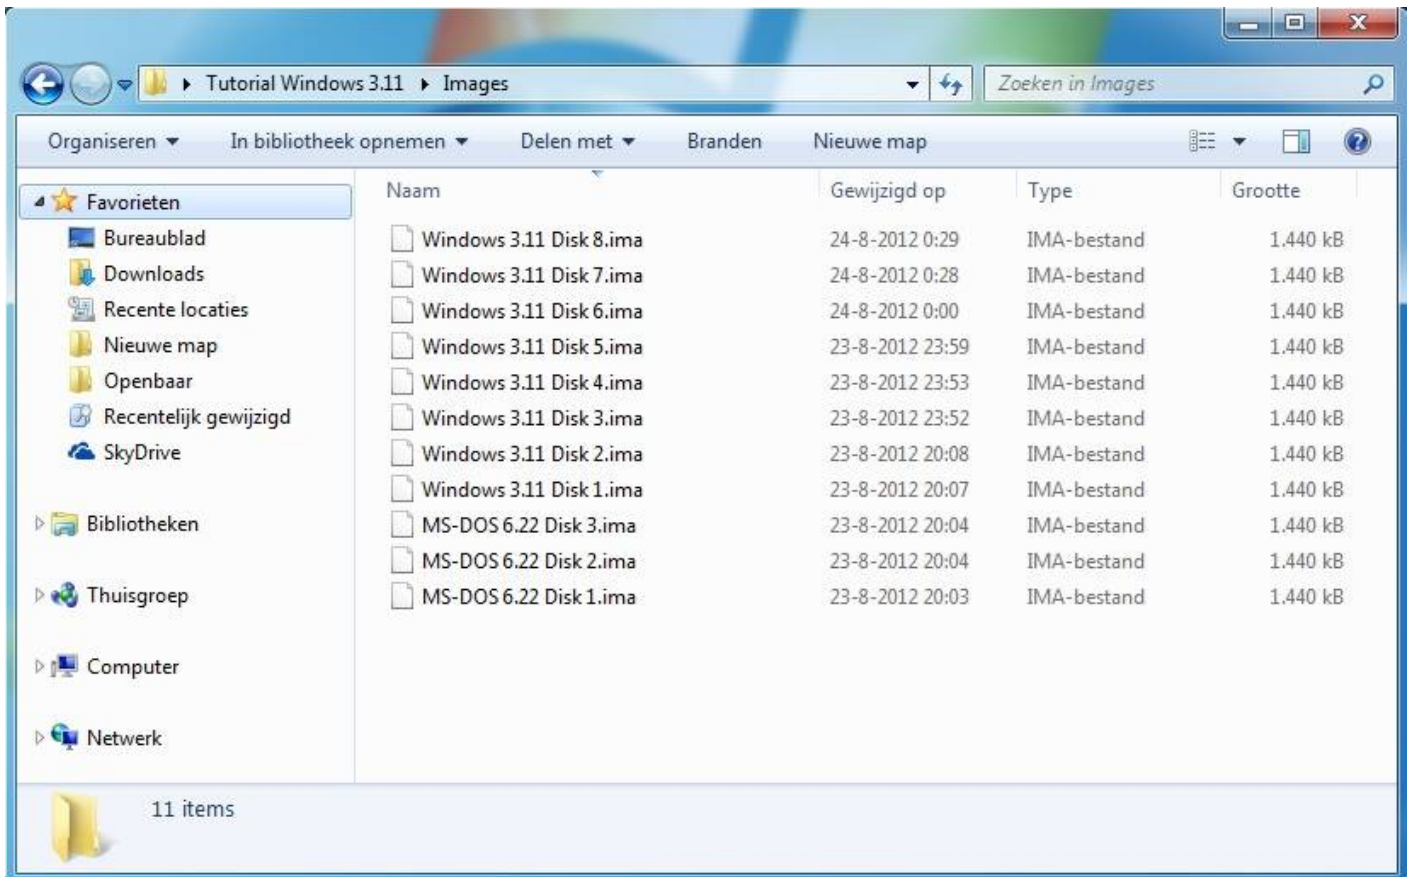 Tutorial Windows 3.11 Images Zoeken in Images
Organiseren In bibliotheek opnemen Delen met Branden Nieuwe map
Favorieten
Bureaublad
Downloads
Recente locaties
Nieuwe map
Openbaar
Recentelijk gewijzigd
SkyDrive
Bibliotheken
Thuisgroep
Computer
Netwerk
Naam Gewijzigd op Type Grootte
Windows 3.11 Disk 8.ima 24-8-2012 0:29 IMA-bestand 1.440 kB
Windows 3.11 Disk 7.ima 24-8-2012 0:28 IMA-bestand 1.440 kB
Windows 3.11 Disk 6.ima 24-8-2012 0:00 IMA-bestand 1.440 kB
Windows 3.11 Disk 5.ima 23-8-2012 23:59 IMA-bestand 1.440 kB
Windows 3.11 Disk 4.ima 23-8-2012 23:53 IMA-bestand 1.440 kB
Windows 3.11 Disk 3.ima 23-8-2012 23:52 IMA-bestand 1.440 kB
Windows 3.11 Disk 2.ima 23-8-2012 20:08 IMA-bestand 1.440 kB
Windows 3.11 Disk 1.ima 23-8-2012 20:07 IMA-bestand 1.440 kB
MS-DOS 6.22 Disk 3.ima 23-8-2012 20:04 IMA-bestand 1.440 kB
MS-DOS 6.22 Disk 2.ima 23-8-2012 20:04 IMA-bestand 1.440 kB
MS-DOS 6.22 Disk 1.ima 23-8-2012 20:03 IMA-bestand 1.440 kB
11 items